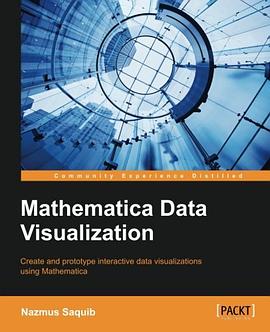 Community Experience Distilled
Mathematica Data
Visualization
Create and prototype interactive data visualizations
using Mathematica
Nazmus Saquib
[PACKT]